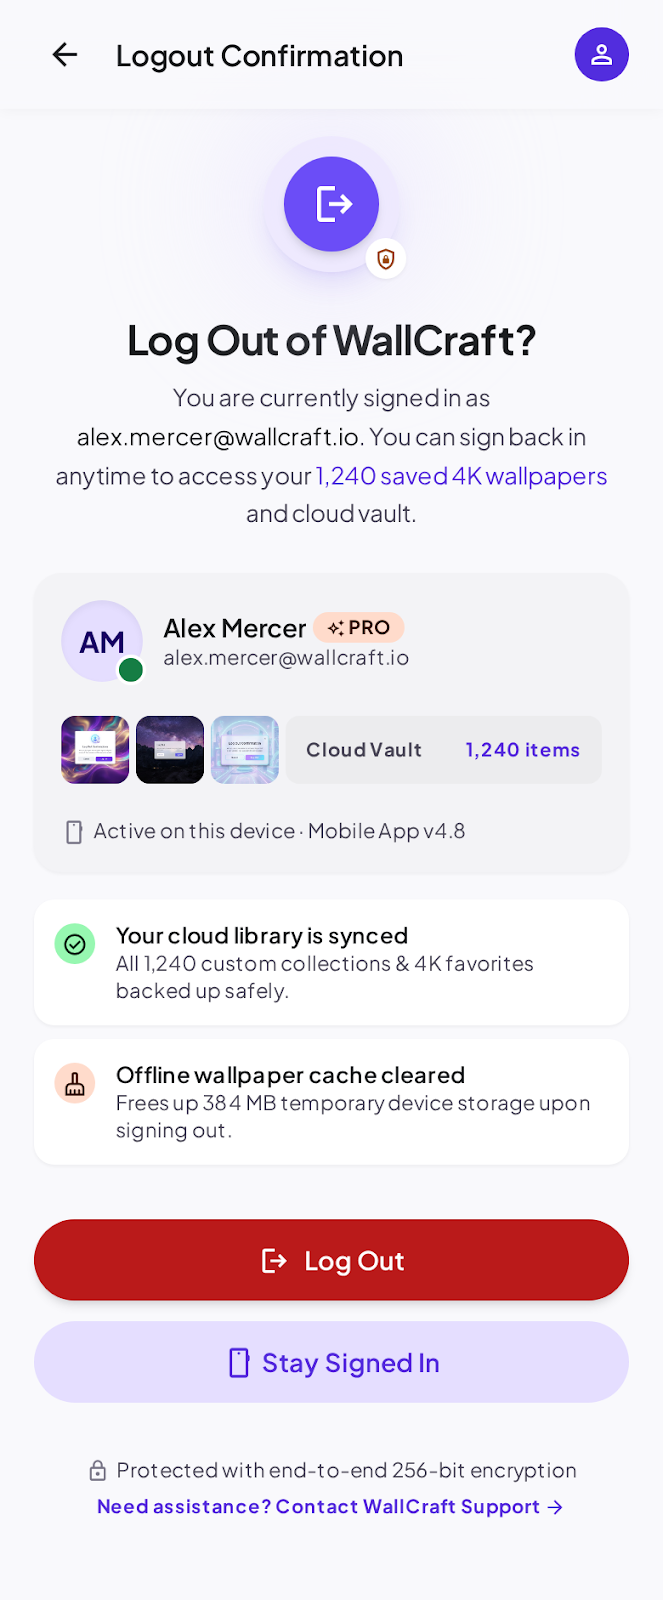 Logout Confirmation
Log Out of WallCraft?
You are currently signed in as
alex.mercer@wallcraft.io. You can sign back in
anytime to access your 1,240 saved 4K wallpapers
and cloud vault.
AM
Alex Mercer PRO
alex.mercer@wallcraft.io
Cloud Vault 1,240 items
Active on this device · Mobile App v4.8
Your cloud library is synced
All 1,240 custom collections & 4K favorites
backed up safely.
Offline wallpaper cache cleared
Frees up 384 MB temporary device storage upon
signing out.
Log Out
Stay Signed In
Protected with end-to-end 256-bit encryption
Need assistance? Contact WallCraft Support →